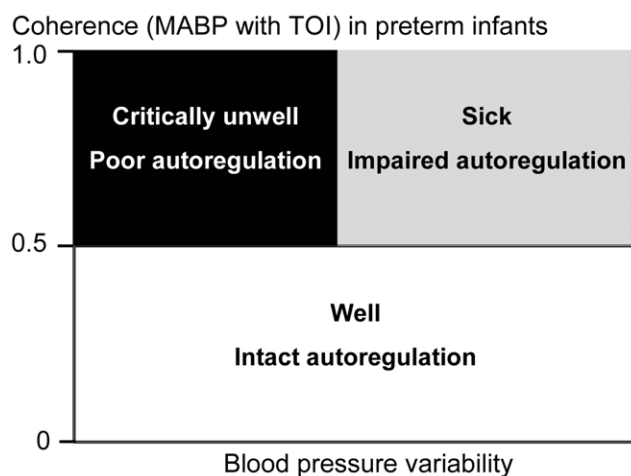 Coherence (MABP with TOI) in preterm infants
1.0
Critically unwell
Poor autoregulation
Sick
Impaired autoregulation
0.5
Well
Intact autoregulation
0
Blood pressure variability